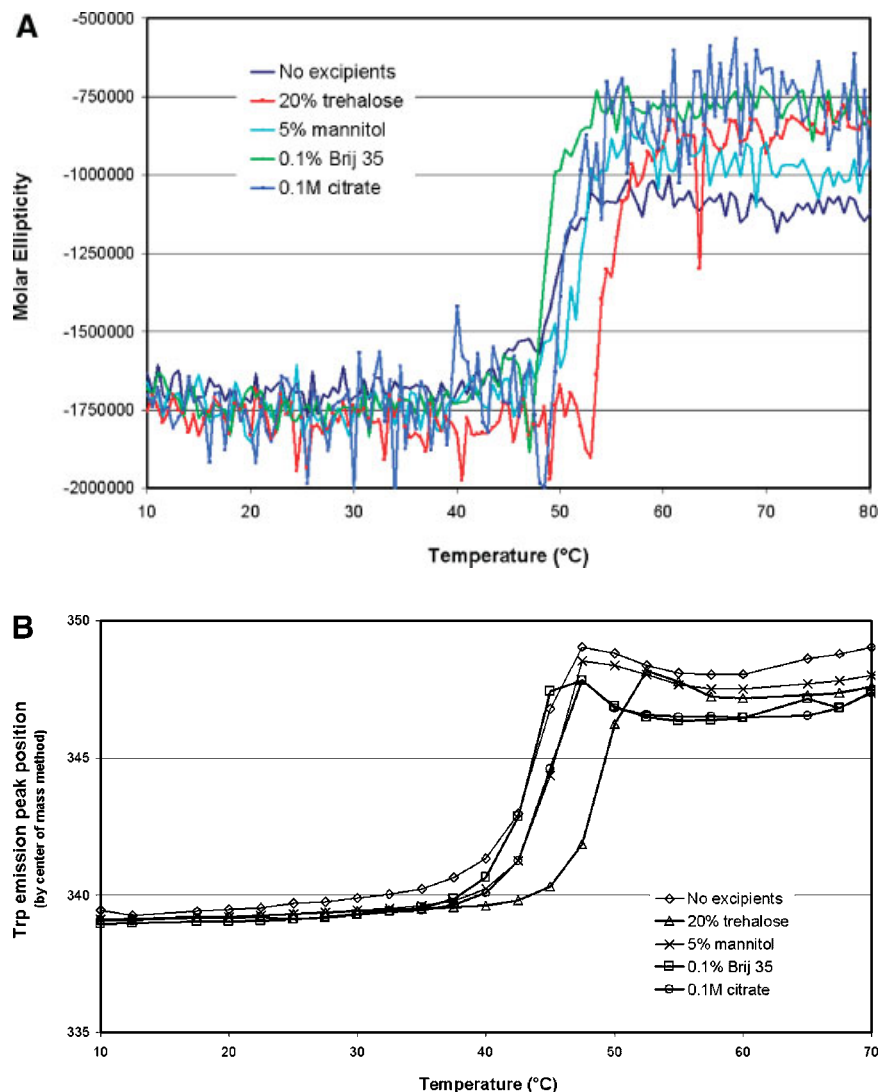 A
-500000
-750000
-1000000
-1250000
-1500000
-1750000
-2000000
Molar Ellipticity
No excipients
20% trehalose
5% mannitol
0.1% Brij 35
0.1M citrate
10 20 30 40 50 60 70 80
Temperature (°C)
B
350
345
340
335
Trp emission peak position
(by center of mass method)
No excipients
20% trehalose
5% mannitol
0.1% Brij 35
0.1M citrate
10 20 30 40 50 60 70
Temperature (°C)